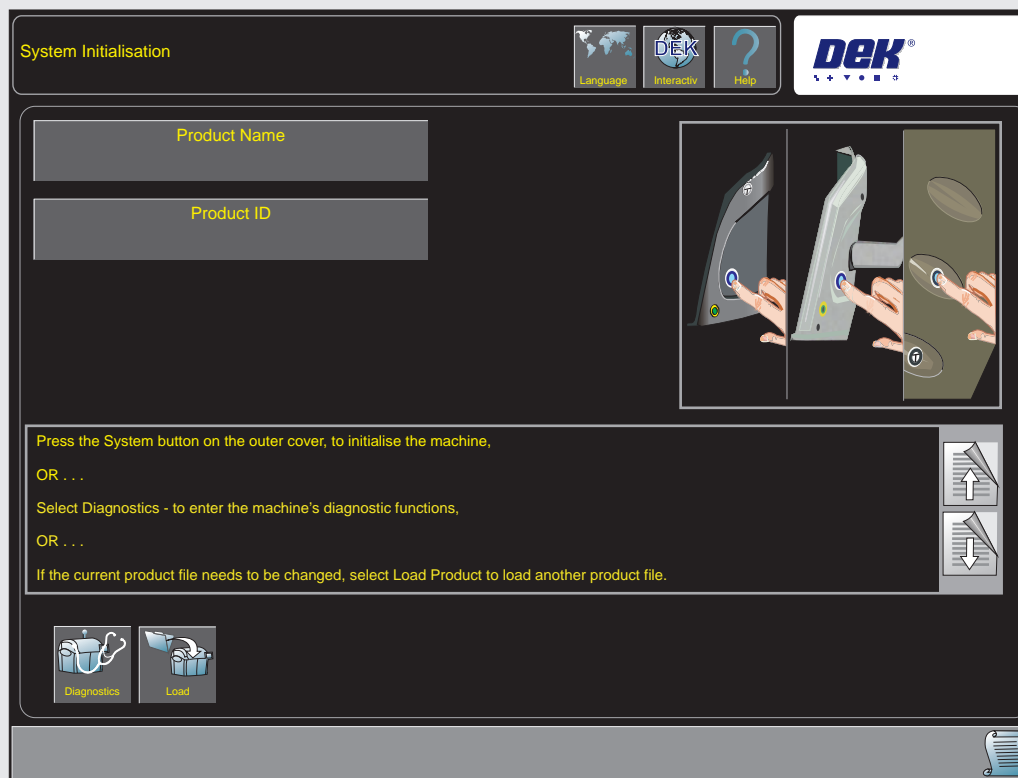 System Initialisation
Language
DEK
Interactiv
Help
DEK®
Product Name
Product ID
Press the System button on the outer cover, to initialise the machine,
OR . . .
Select Diagnostics - to enter the machine's diagnostic functions,
OR . . .
If the current product file needs to be changed, select Load Product to load another product file.
Diagnostics
Load